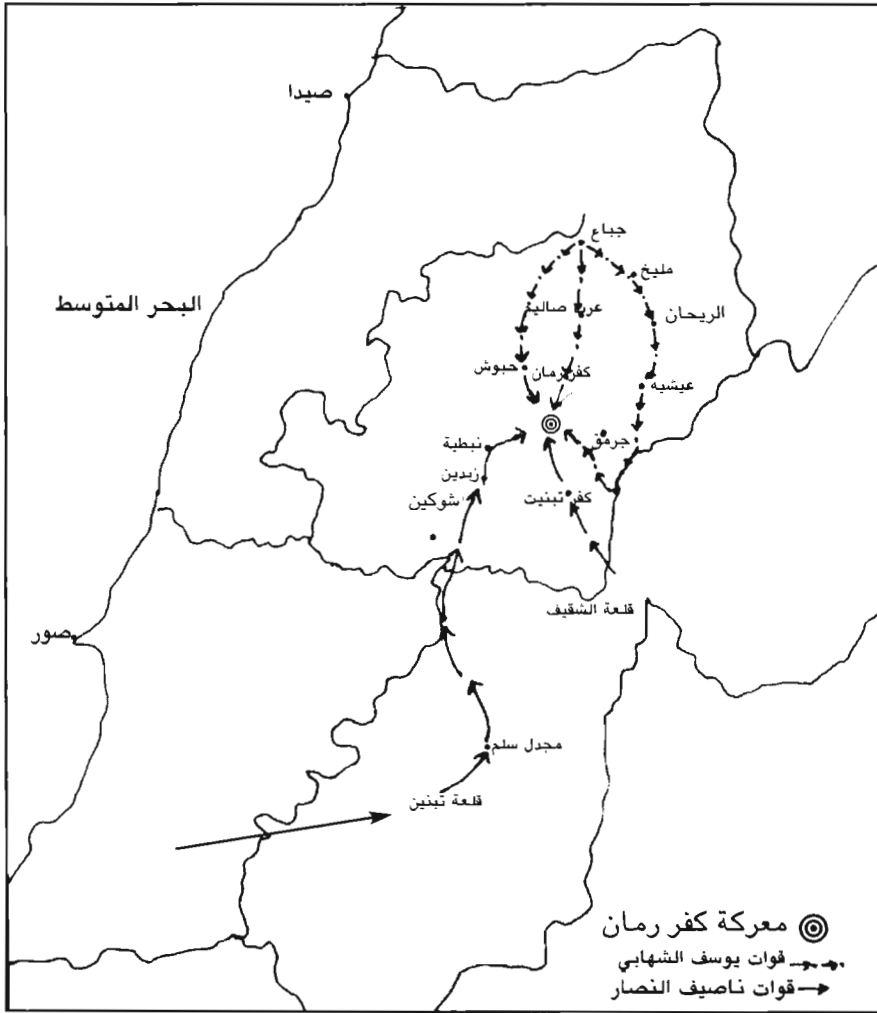 صيدا
البحر المتوسط
جباع
مليخ
عرب صاليم
الريحان
حبوش
كفر رمان
عيشيه
جرمق
نبطية
زبدين
شوكين
كفر تبنيت
قلعة الشقيف
صور
مجدل سلم
قلعة تبنين
معركة كفر رمان
قوات يوسف الشهابي
قوات ناصيف النصار